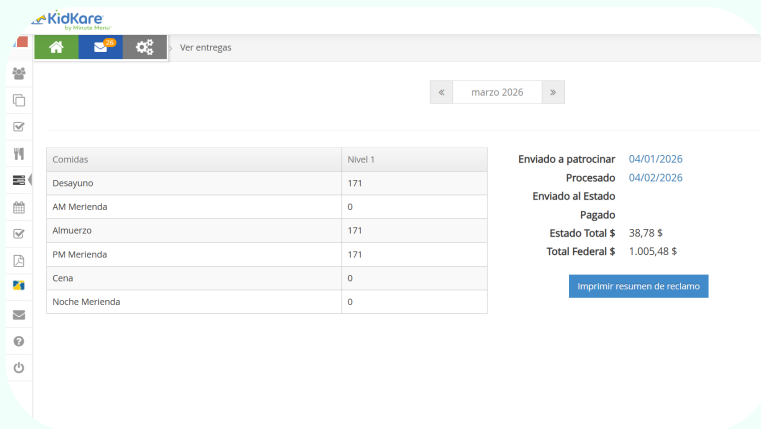 KidKare
by Minute Menu
26
Ver entregas
« marzo 2026 »
Comidas Nivel 1
Desayuno 171
AM Merienda 0
Almuerzo 171
PM Merienda 171
Cena 0
Noche Merienda 0
Enviado a patrocinar 04/01/2026
Procesado 04/02/2026
Enviado al Estado
Pagado
Estado Total $ 38,78 $
Total Federal $ 1.005,48 $
Imprimir resumen de reclamo